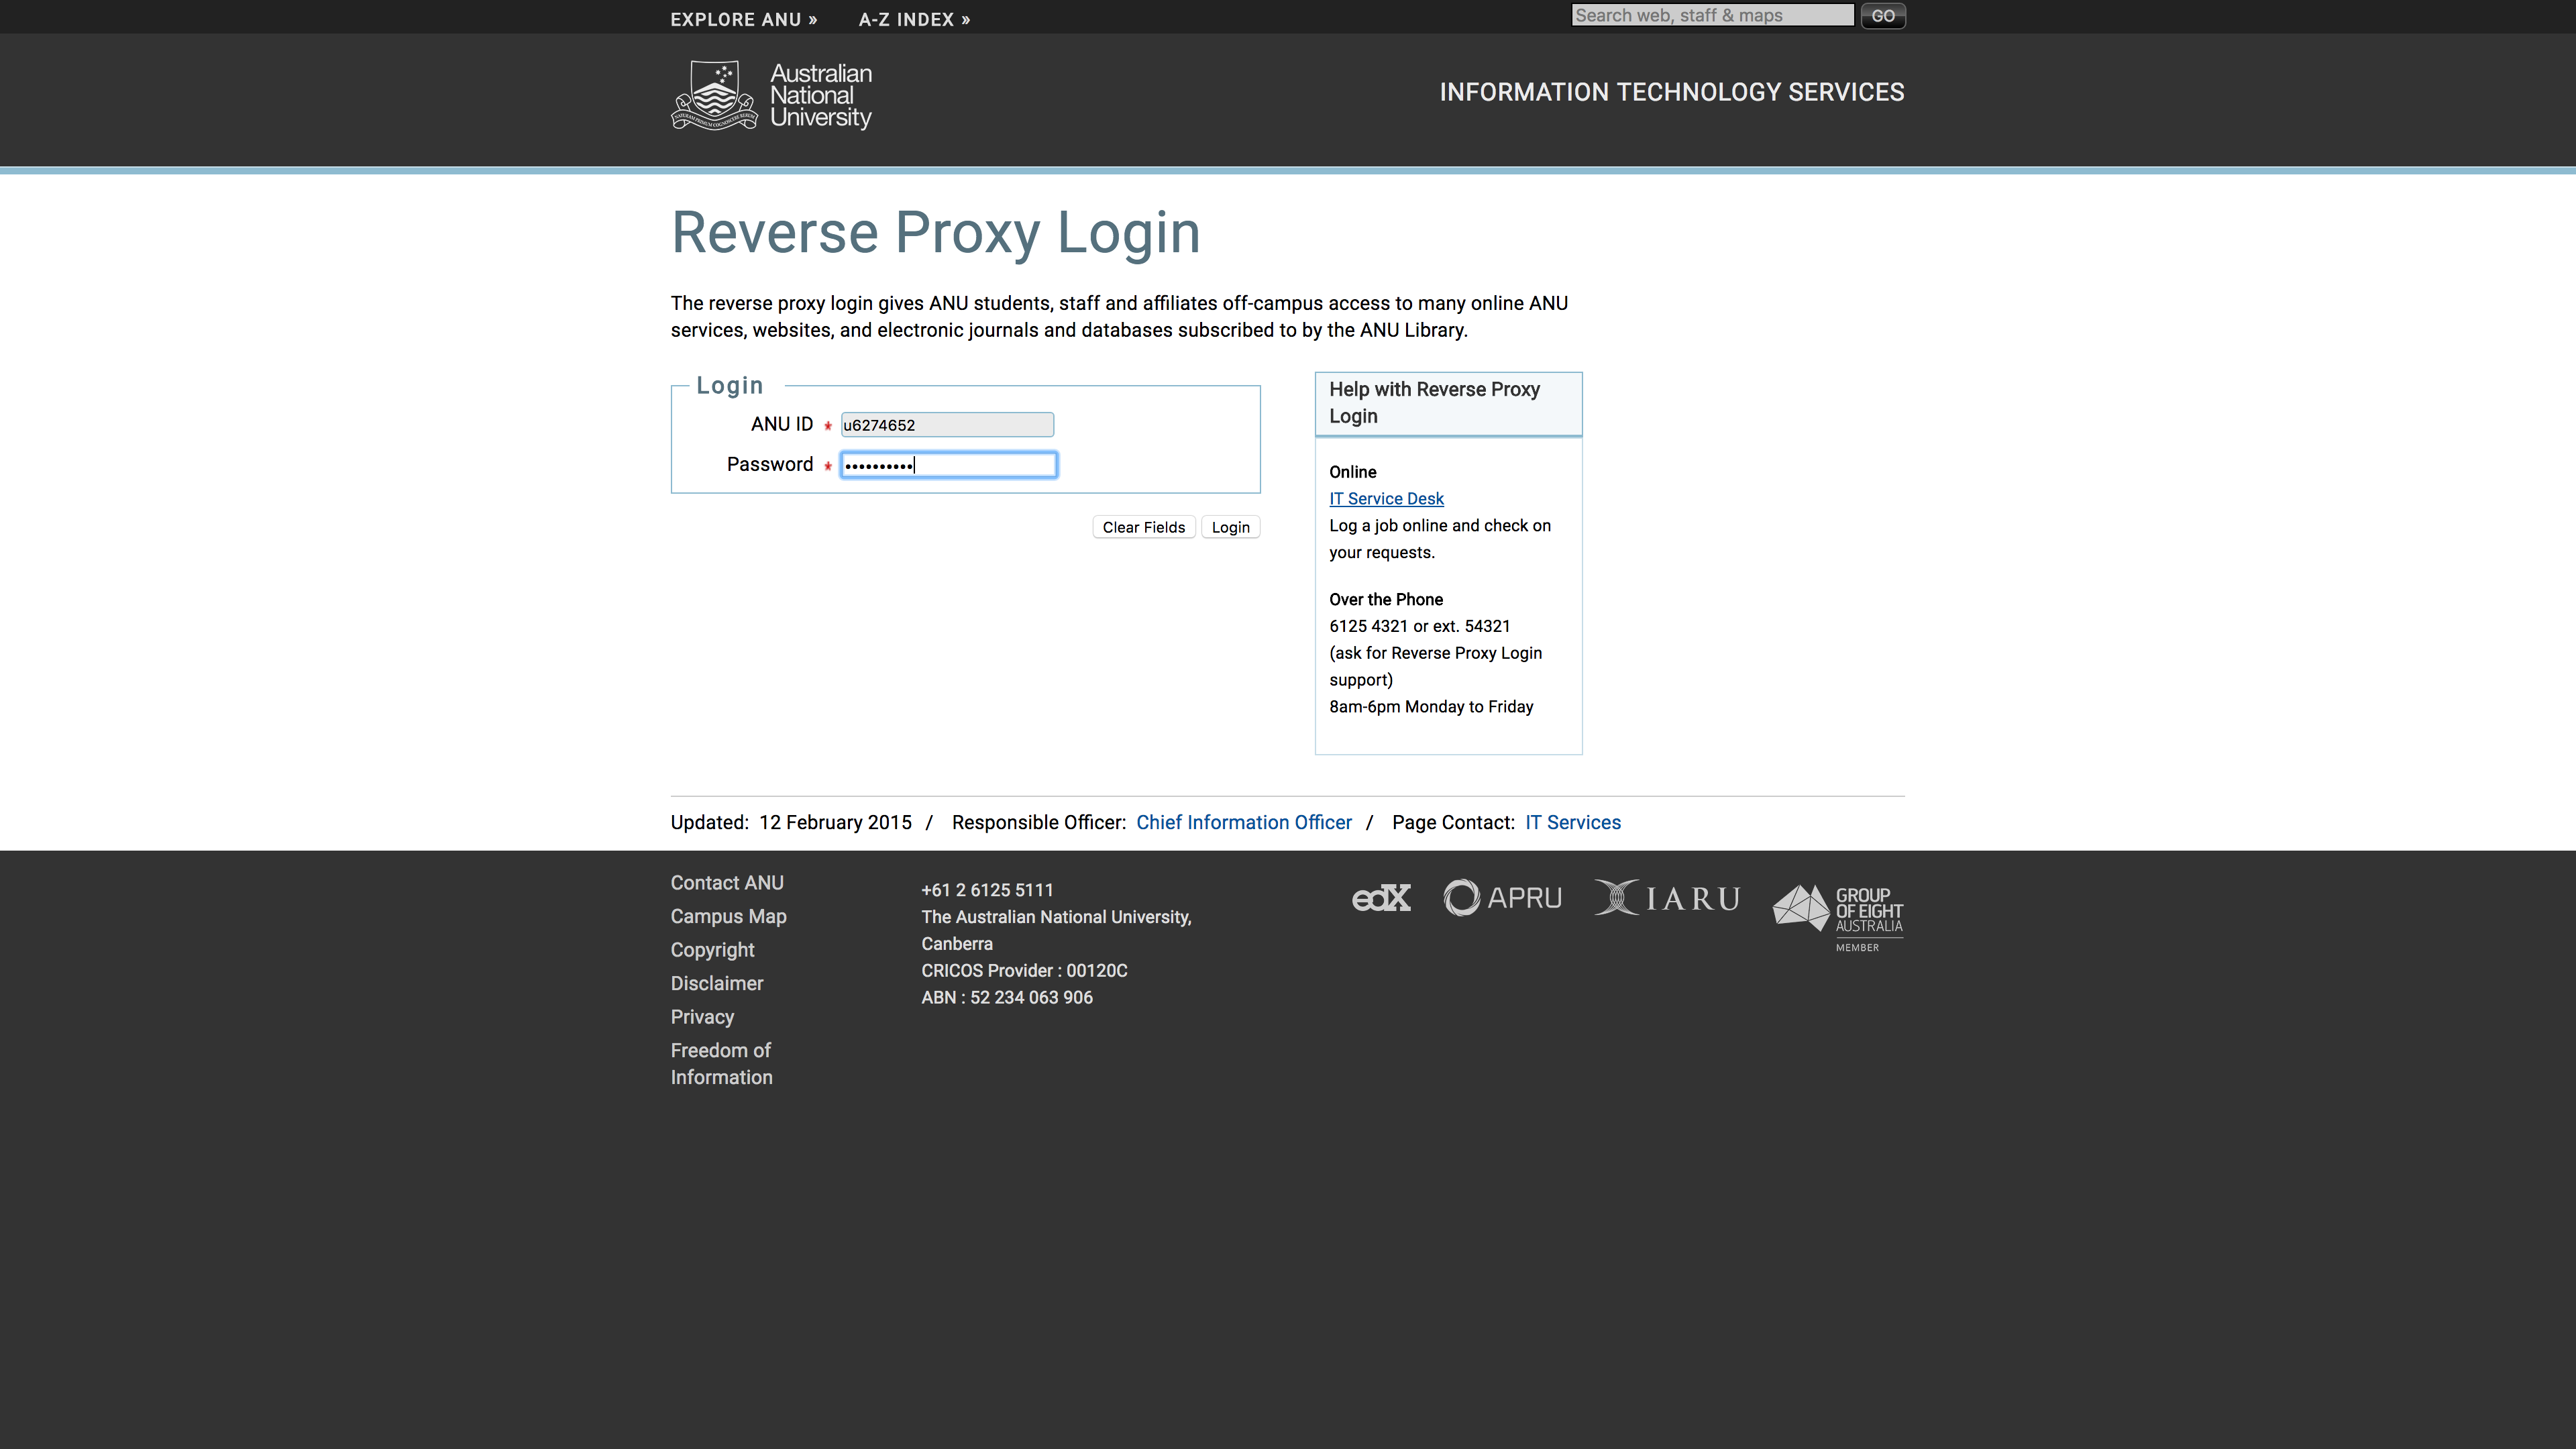 EXPLORE ANU »
A-Z INDEX »
Search web, staff & maps
GO
Australian
National
University
INFORMATION TECHNOLOGY SERVICES
Reverse Proxy Login
The reverse proxy login gives ANU students, staff and affiliates off-campus access to many online ANU
services, websites, and electronic journals and databases subscribed to by the ANU Library.
Login
ANU ID * u6274652
Password * ••••••••••
Clear Fields
Login
Help with Reverse Proxy
Login
Online
IT Service Desk
Log a job online and check on
your requests.
Over the Phone
6125 4321 or ext. 54321
(ask for Reverse Proxy Login
support)
8am-6pm Monday to Friday
Updated: 12 February 2015 / Responsible Officer: Chief Information Officer / Page Contact: IT Services
Contact ANU
Campus Map
Copyright
Disclaimer
Privacy
Freedom of
Information
+61 2 6125 5111
The Australian National University,
Canberra
CRICOS Provider : 00120C
ABN : 52 234 063 906
edX
APRU
IARU
GROUP
OF EIGHT
AUSTRALIA
MEMBER